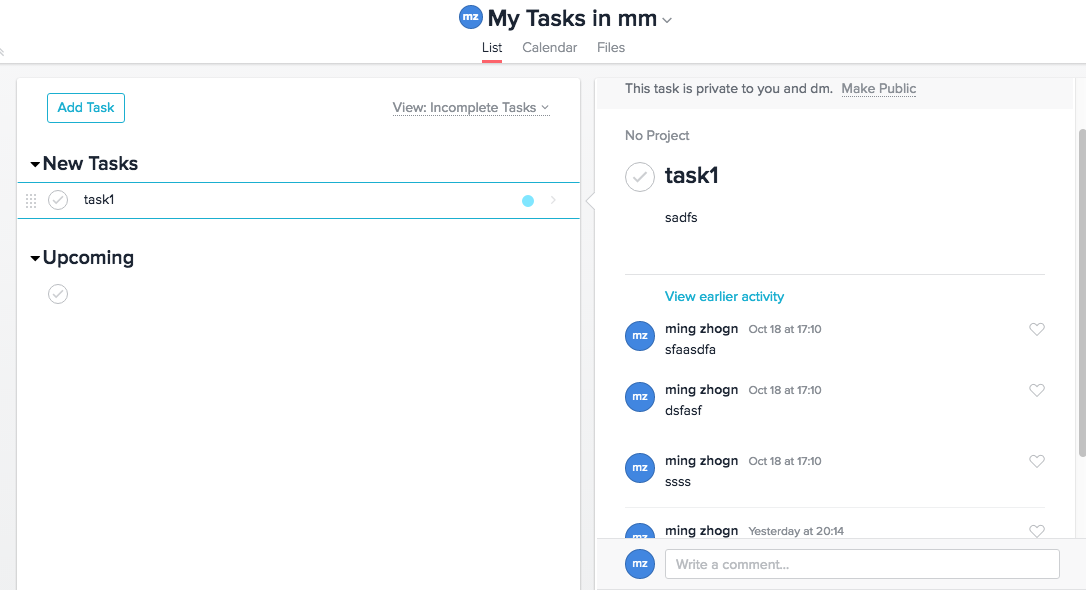 mz My Tasks in mm
List Calendar Files
Add Task
View: Incomplete Tasks
New Tasks
task1
Upcoming
This task is private to you and dm. Make Public
No Project
task1
sadfs
View earlier activity
mz ming zhogn Oct 18 at 17:10
sfaasdfa
mz ming zhogn Oct 18 at 17:10
dsfasf
mz ming zhogn Oct 18 at 17:10
ssss
mz ming zhogn Yesterday at 20:14
mz Write a comment...